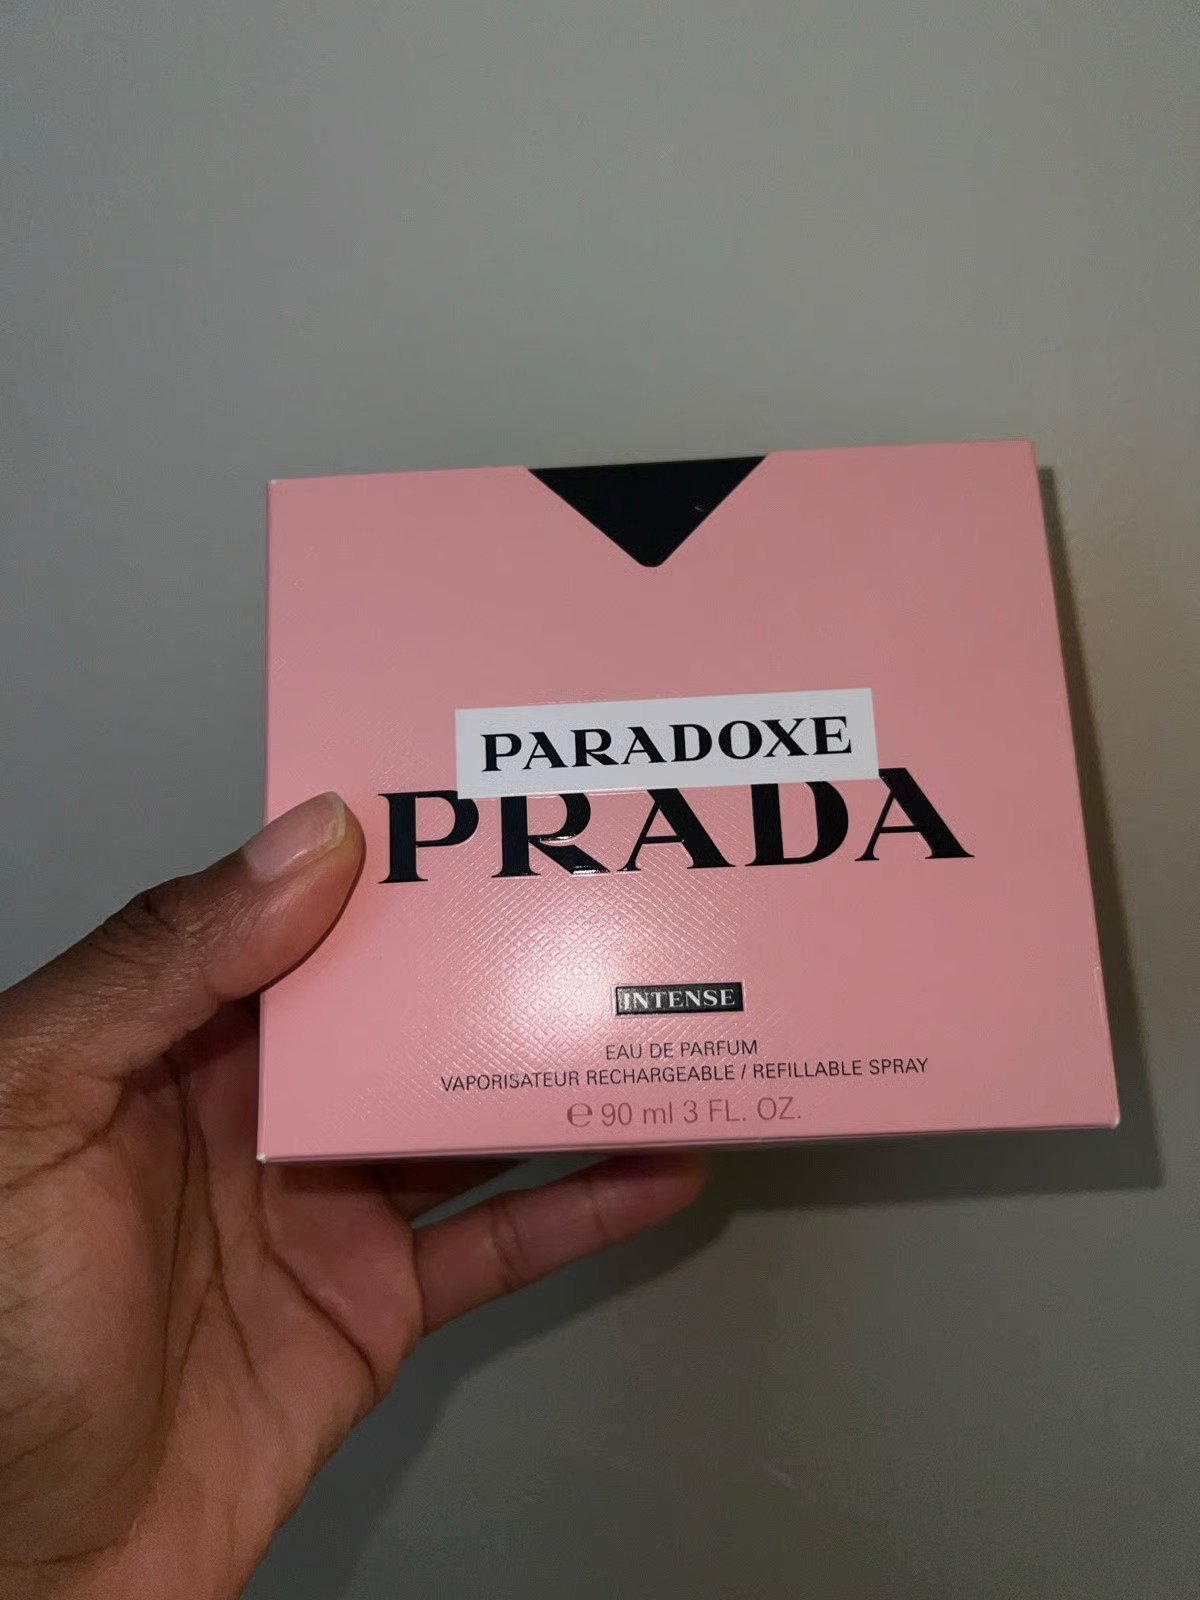 PARADOXE
PRADA
INTENSE
EAU DE PARFUM
VAPORISATEUR RECHARGEABLE / REFILLABLE SPRAY
℮ 90 ml 3 FL. OZ.